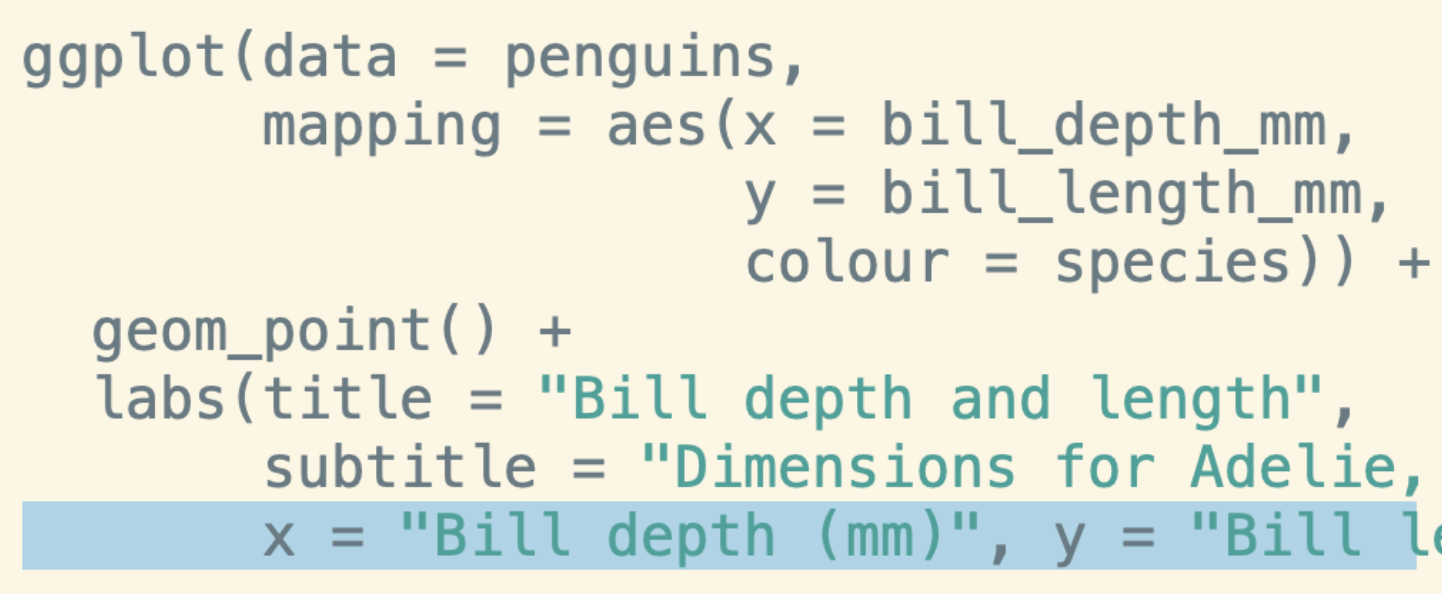 ggplot(data = penguins,
       mapping = aes(x = bill_depth_mm,
                     y = bill_length_mm,
                     colour = species)) +
  geom_point() +
  labs(title = "Bill depth and length",
       subtitle = "Dimensions for Adelie,
       x = "Bill depth (mm)", y = "Bill